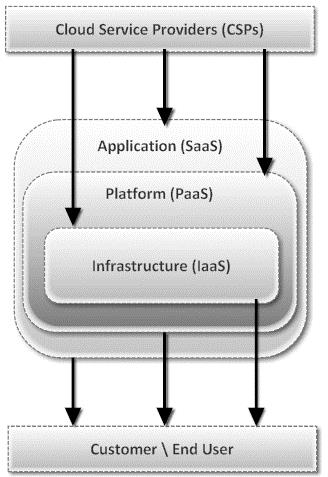 Cloud Service Providers (CSPs)
Application (SaaS)
Platform (PaaS)
Infrastructure (IaaS)
Customer \ End User